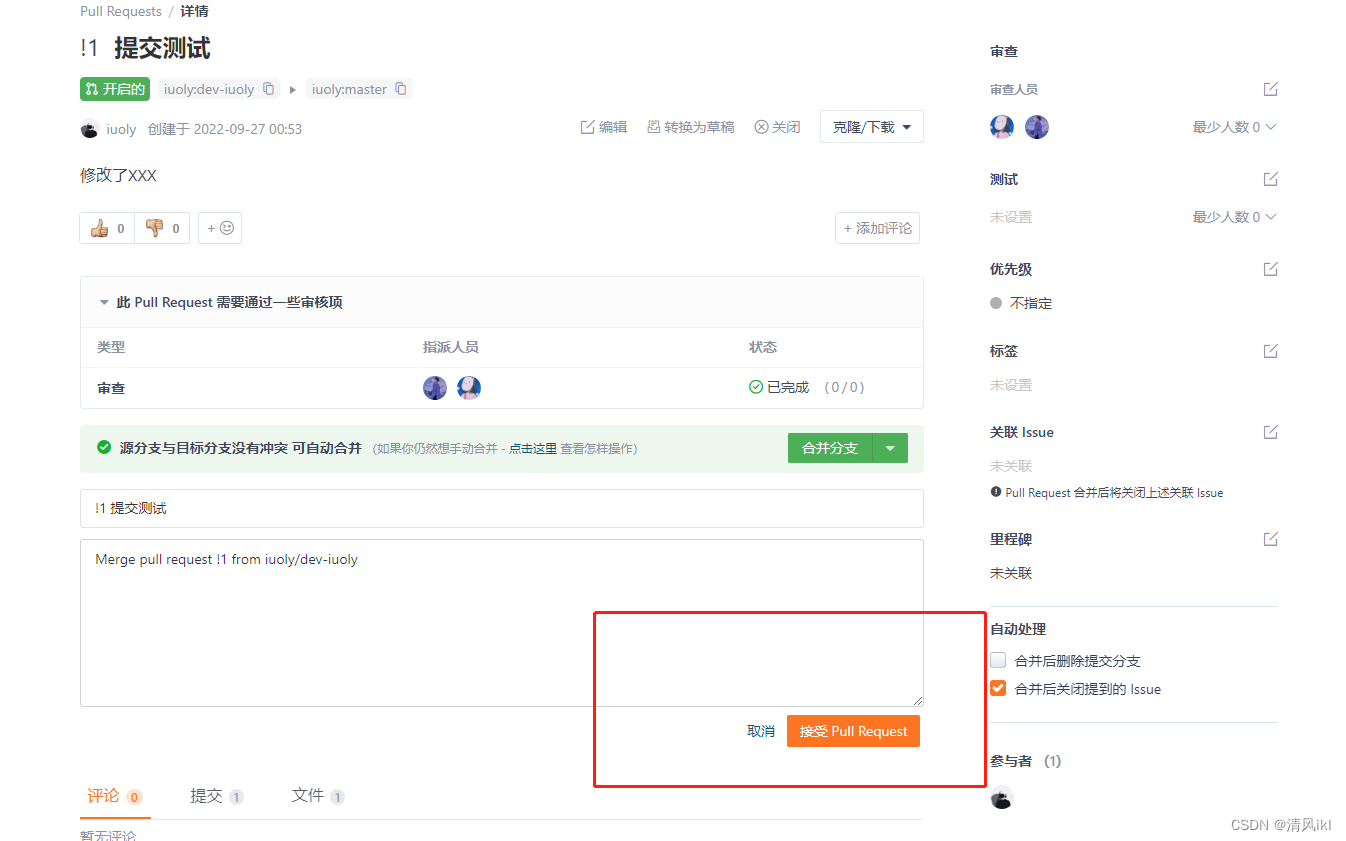 Pull Requests / 详情
!1 提交测试
开启的 iuoly:dev-iuoly iuoly:master
iuoly 创建于 2022-09-27 00:53
编辑 转换为草稿 关闭 克隆/下载
修改了XXX
0 0 +
+ 添加评论
此 Pull Request 需要通过一些审核项
类型 指派人员 状态
审查 已完成 (0/0)
源分支与目标分支没有冲突 可自动合并 (如果你仍然想手动合并 - 点击这里 查看怎样操作)
合并分支
!1 提交测试
Merge pull request !1 from iuoly/dev-iuoly
取消 接受 Pull Request
评论 0 提交 1 文件 1
暂无评论
审查
审查人员
最少人数 0
测试
未设置 最少人数 0
优先级
不指定
标签
未设置
关联 Issue
未关联
Pull Request 合并后将关闭上述关联 Issue
里程碑
未关联
自动处理
合并后删除提交分支
合并后关闭提到的 Issue
参与者 (1)
CSDN @清风ikl